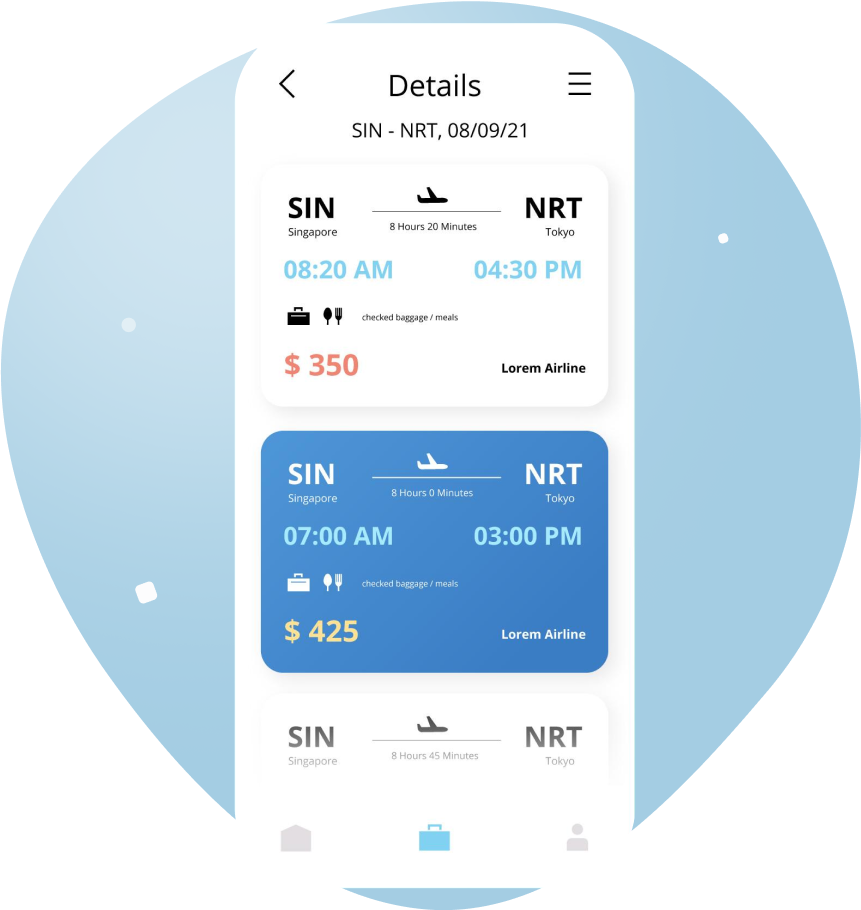 Details
SIN - NRT, 08/09/21
SIN NRT
8 Hours 20 Minutes
Singapore Tokyo
08:20 AM 04:30 PM
checked baggage / meals
$ 350 Lorem Airline
SIN NRT
8 Hours 0 Minutes
Singapore Tokyo
07:00 AM 03:00 PM
checked baggage / meals
$ 425 Lorem Airline
SIN NRT
8 Hours 45 Minutes
Singapore Tokyo